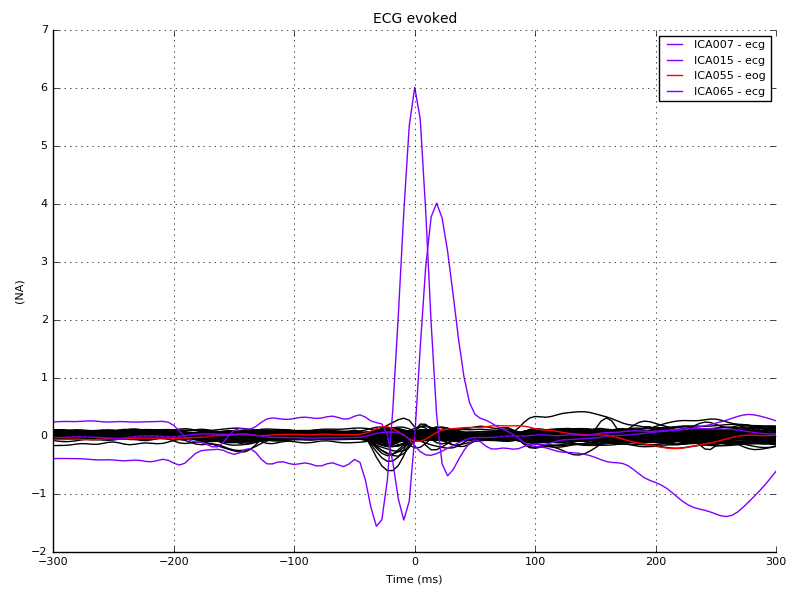 ECG evoked
7
6
5
4
3
2
1
0
−1
−2
(NA)
ICA007 - ecg
ICA015 - ecg
ICA055 - eog
ICA065 - ecg
−300 −200 −100 0 100 200 300
Time (ms)